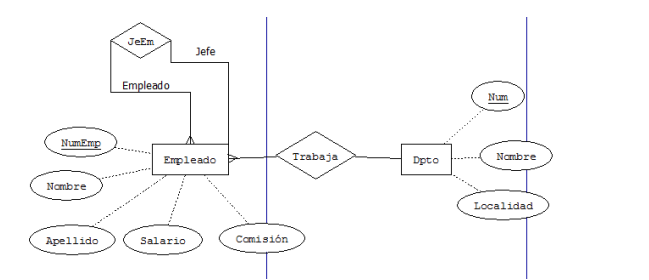 JeEm
Jefe
Empleado
Num
NumEmp
Empleado
Trabaja
Dpto
Nombre
Nombre
Localidad
Apellido
Salario
Comisión